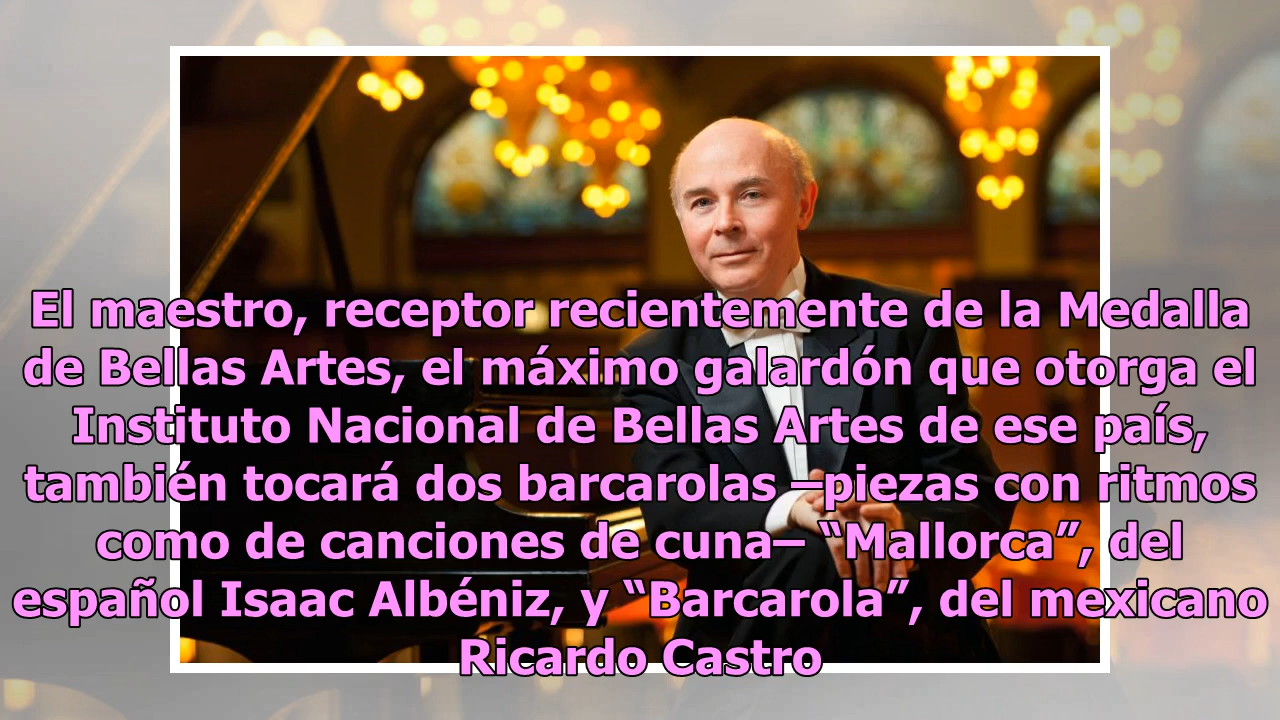 El maestro, receptor recientemente de la Medalla
de Bellas Artes, el máximo galardón que otorga el
Instituto Nacional de Bellas Artes de ese país,
también tocará dos barcarolas –piezas con ritmos
como de canciones de cuna– “Mallorca”, del
español Isaac Albéniz, y “Barcarola”, del mexicano
Ricardo Castro